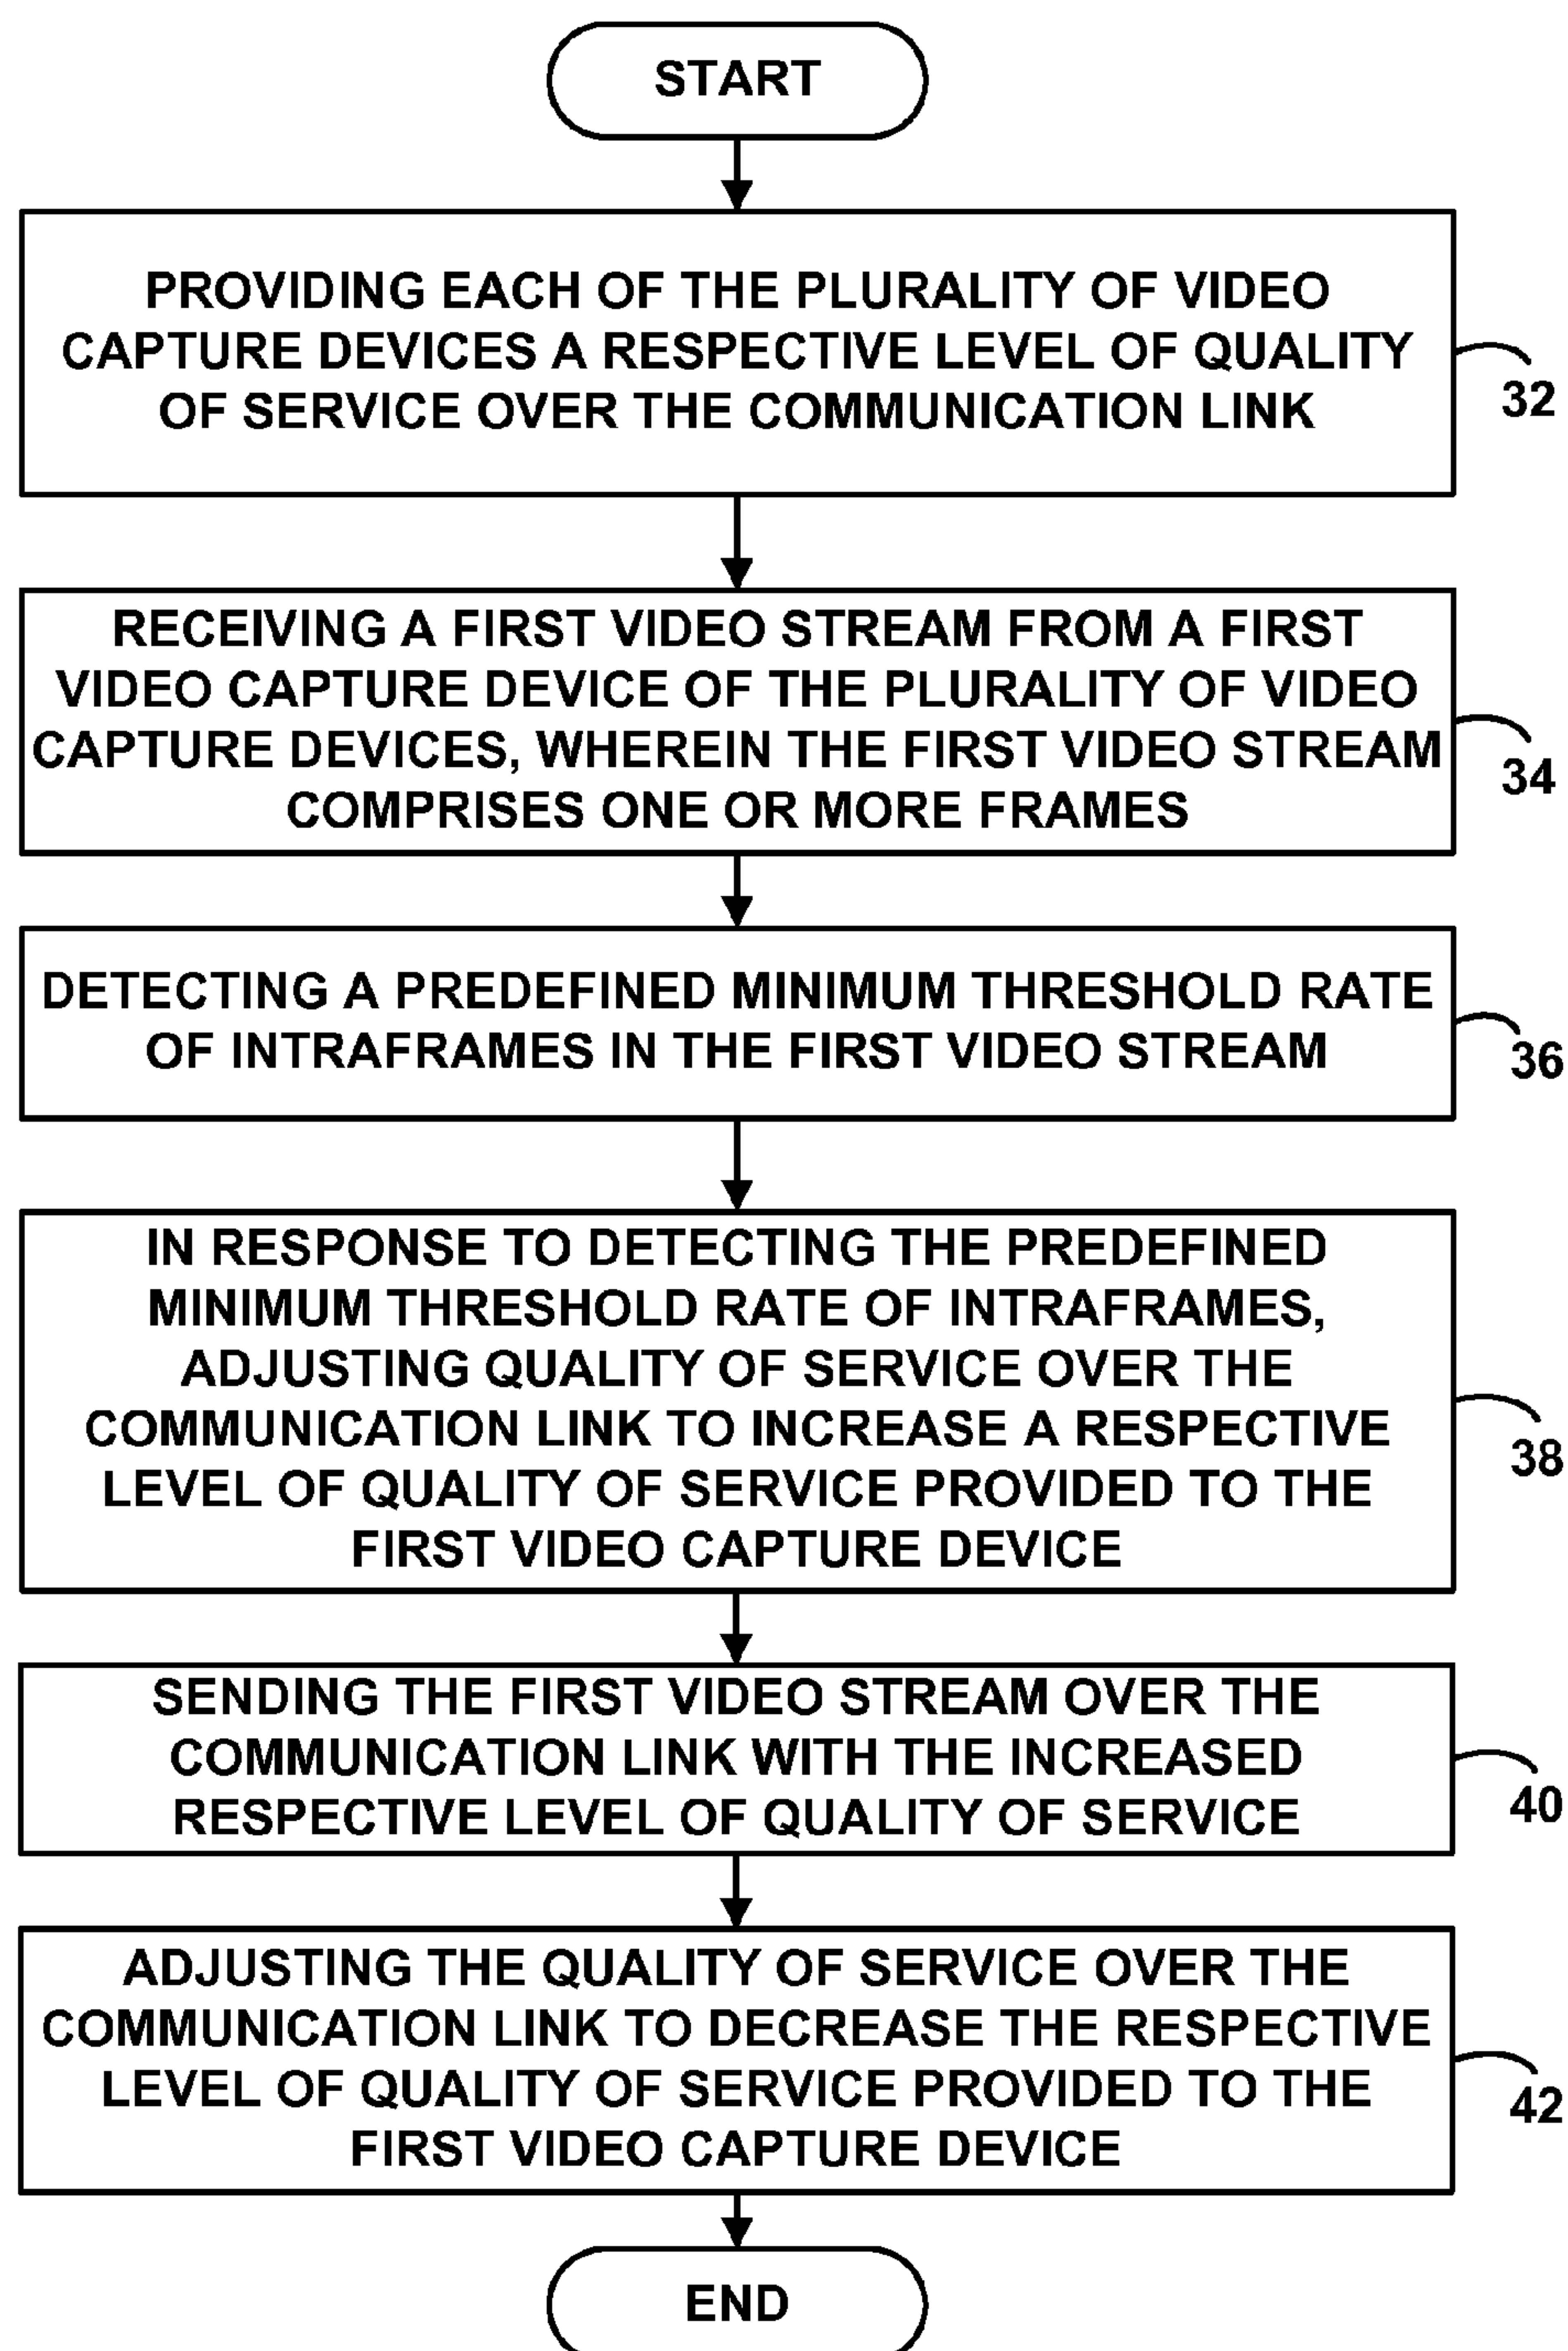 START
PROVIDING EACH OF THE PLURALITY OF VIDEO
CAPTURE DEVICES A RESPECTIVE LEVEL OF QUALITY
OF SERVICE OVER THE COMMUNICATION LINK
32
RECEIVING A FIRST VIDEO STREAM FROM A FIRST
VIDEO CAPTURE DEVICE OF THE PLURALITY OF VIDEO
CAPTURE DEVICES, WHEREIN THE FIRST VIDEO STREAM
COMPRISES ONE OR MORE FRAMES
34
DETECTING A PREDEFINED MINIMUM THRESHOLD RATE
OF INTRAFRAMES IN THE FIRST VIDEO STREAM
36
IN RESPONSE TO DETECTING THE PREDEFINED
MINIMUM THRESHOLD RATE OF INTRAFRAMES,
ADJUSTING QUALITY OF SERVICE OVER THE
COMMUNICATION LINK TO INCREASE A RESPECTIVE
LEVEL OF QUALITY OF SERVICE PROVIDED TO THE
FIRST VIDEO CAPTURE DEVICE
38
SENDING THE FIRST VIDEO STREAM OVER THE
COMMUNICATION LINK WITH THE INCREASED
RESPECTIVE LEVEL OF QUALITY OF SERVICE
40
ADJUSTING THE QUALITY OF SERVICE OVER THE
COMMUNICATION LINK TO DECREASE THE RESPECTIVE
LEVEL OF QUALITY OF SERVICE PROVIDED TO THE
FIRST VIDEO CAPTURE DEVICE
42
END